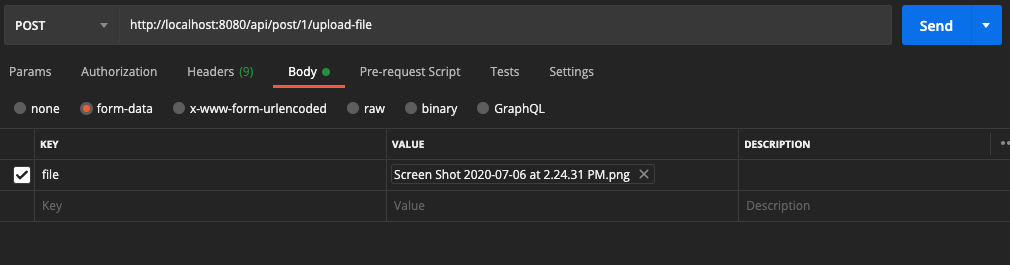 POST http://localhost:8080/api/post/1/upload-file Send
Params Authorization Headers (9) Body Pre-request Script Tests Settings
none form-data x-www-form-urlencoded raw binary GraphQL
KEY VALUE DESCRIPTION
file Screen Shot 2020-07-06 at 2.24.31 PM.png
Key Value Description